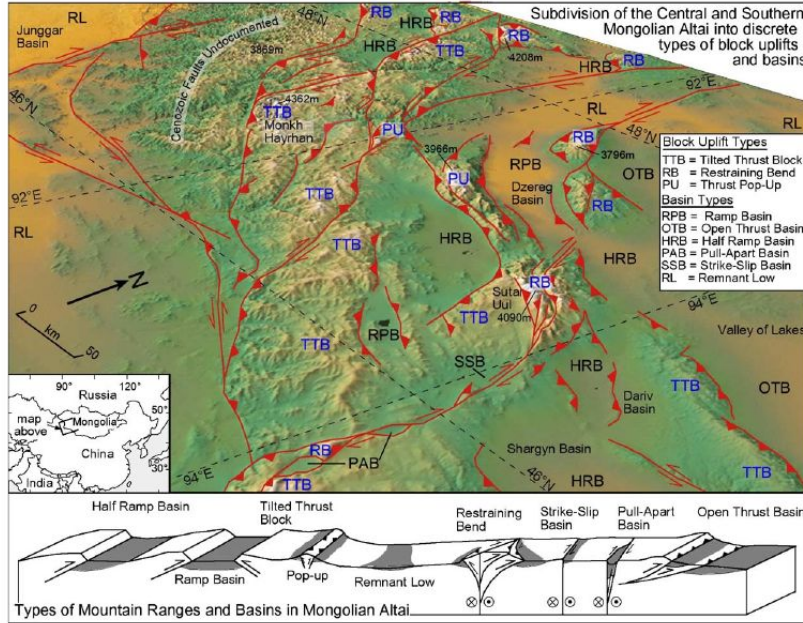 Subdivision of the Central and Southern
Mongolian Altai into discrete
types of block uplifts
and basins
Junggar
Basin
RL
Cenozoic Faults Undocumented
3869m
48°N
RB
HRB
RB
TTB
RB
4208m
HRB
RB
92°E
RL
46°N
4362m
TTB
Monkh
Hayrhan
PU
3966m
PU
RPB
Dzereg
Basin
48°N
RB
3796m
OTB
RB
RL
Block Uplift Types
TTB = Tilted Thrust Block
RB = Restraining Bend
PU = Thrust Pop-Up
Basin Types
RPB = Ramp Basin
OTB = Open Thrust Basin
HRB = Half Ramp Basin
PAB = Pull-Apart Basin
SSB = Strike-Slip Basin
RL = Remnant Low
92°E
RL
TTB
TTB
HRB
HRB
N
0
km
50
RB
Sutai
Uul
4090m
TTB
RPB
TTB
SSB
94°E
Valley of Lakes
HRB
Dariv
Basin
TTB
OTB
Shargyn Basin
HRB
TTB
RB
PAB
TTB
94°E
46°N
90°
120°
140°
Russia
Mongolia
map
above
China
India
50°
30°
Half Ramp Basin
Tilted Thrust
Block
Restraining
Bend
Strike-Slip
Basin
Pull-Apart
Basin
Open Thrust Basin
Ramp Basin
Pop-up
Remnant Low
Types of Mountain Ranges and Basins in Mongolian Altai